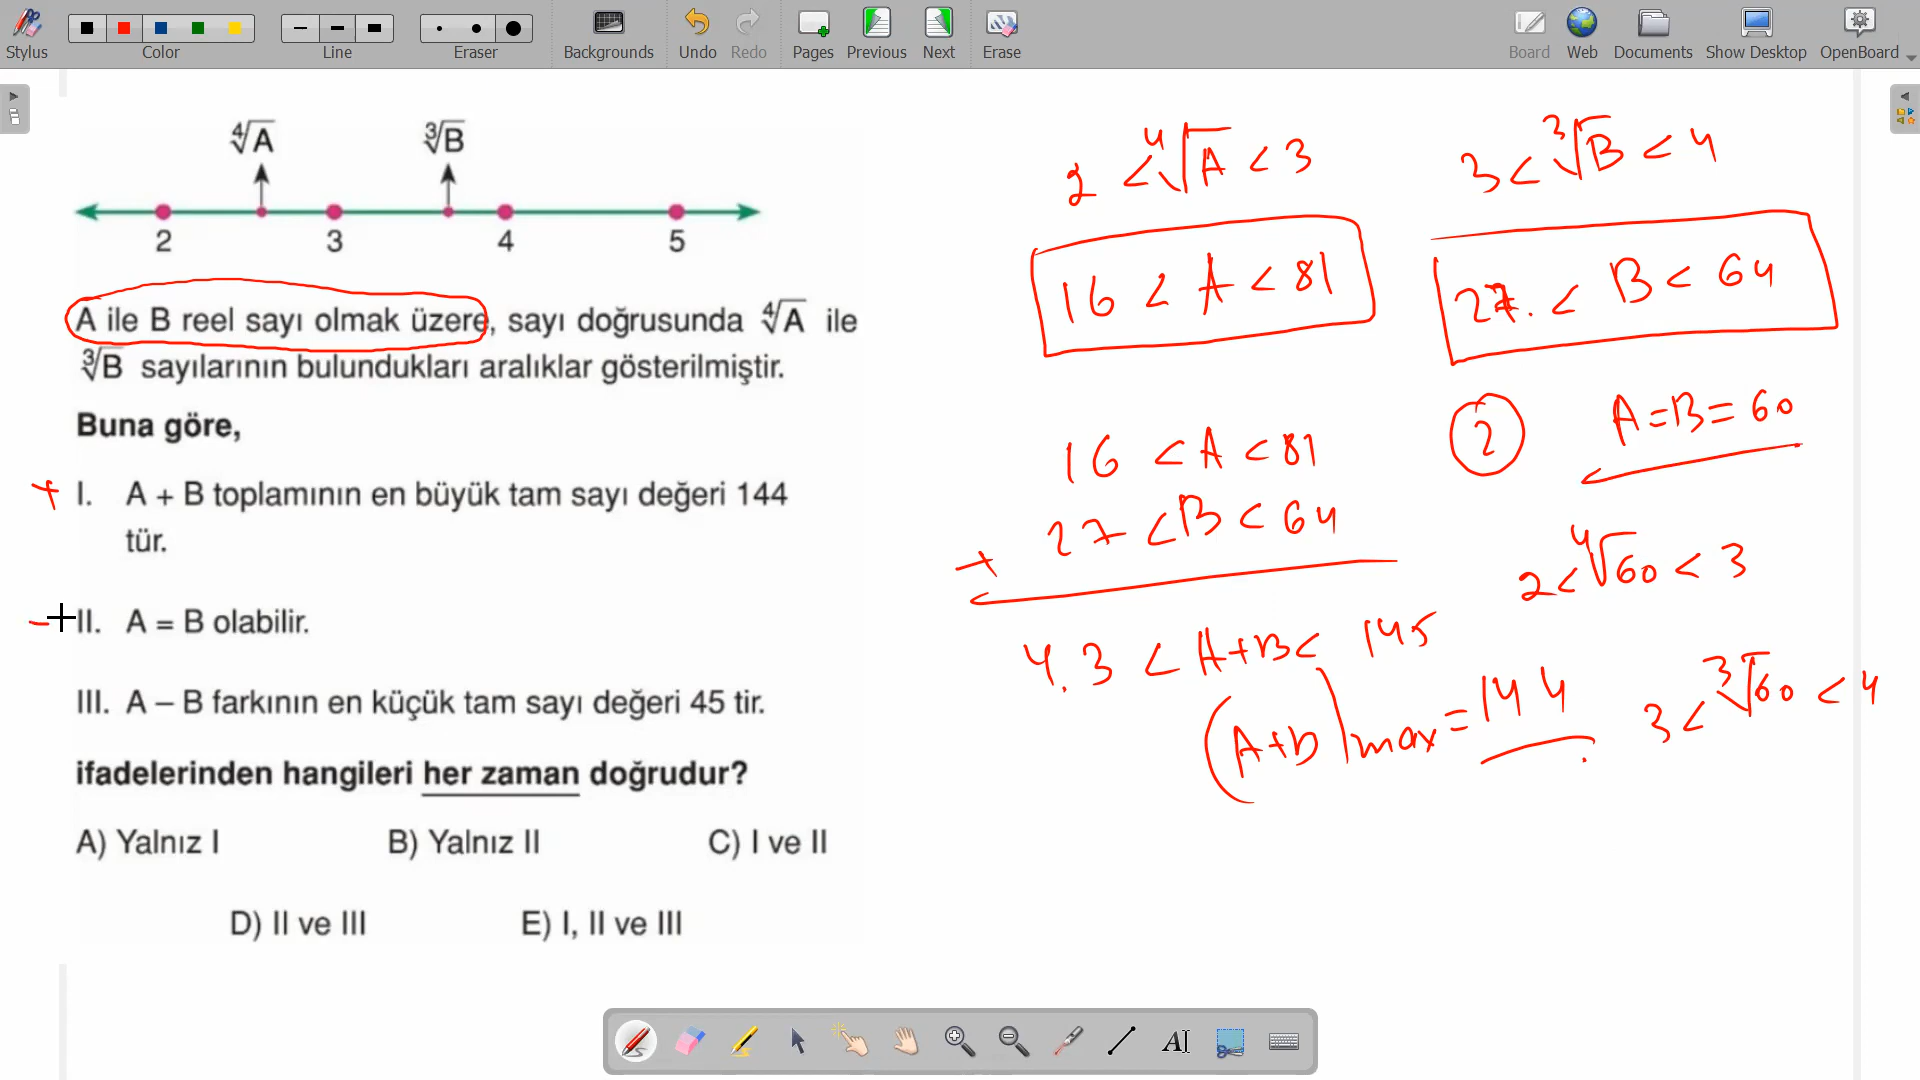 Stylus Color Line Eraser Backgrounds Undo Redo Pages Previous Next Erase Board Web Documents Show Desktop OpenBoard
∜A ∛B
2 3 4 5
A ile B reel sayı olmak üzere, sayı doğrusunda ∜A ile
∛B sayılarının bulundukları aralıklar gösterilmiştir.
Buna göre,
I. A + B toplamının en büyük tam sayı değeri 144
tür.
II. A = B olabilir.
III. A – B farkının en küçük tam sayı değeri 45 tir.
ifadelerinden hangileri her zaman doğrudur?
A) Yalnız I B) Yalnız II C) I ve II
D) II ve III E) I, II ve III
2 < ∜A < 3
16 < A < 81
16 < A < 81
27 < B < 64
+
43 < A+B < 145
(A+B)max = 144
3 < ∛B < 4
27 < B < 64
2 A=B=60
2 < ∜60 < 3
3 < ∛60 < 4
AI